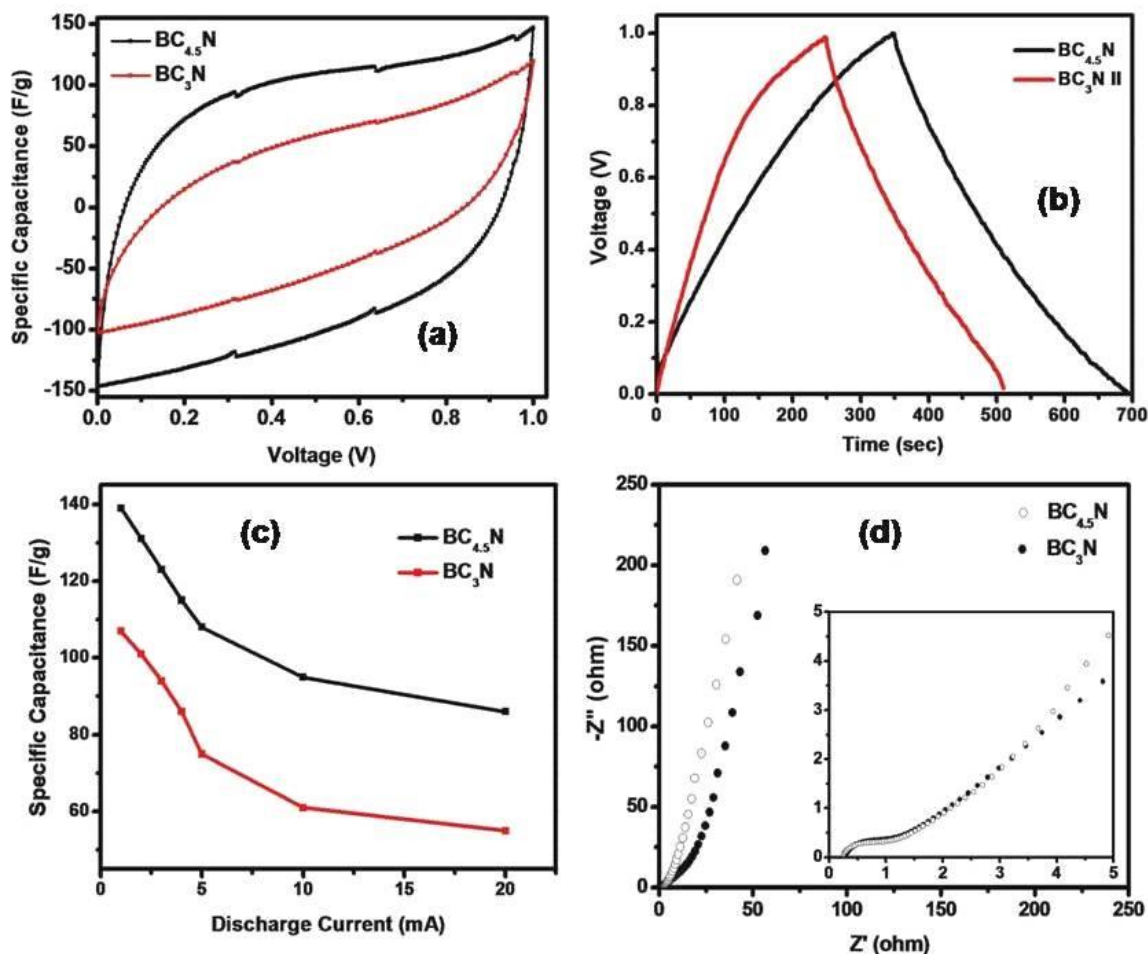 150
100
50
0
-50
-100
-150
0.0 0.2 0.4 0.6 0.8 1.0
Specific Capacitance (F/g)
Voltage (V)
BC4.5N
BC3N
(a)
1.0
0.8
0.6
0.4
0.2
0.0
0 100 200 300 400 500 600 700
Voltage (V)
Time (sec)
BC4.5N
BC3N II
(b)
140
120
100
80
60
0 5 10 15 20
Specific Capacitance (F/g)
Discharge Current (mA)
BC4.5N
BC3N
(c)
250
200
150
100
50
0
0 50 100 150 200 250
-Z" (ohm)
Z' (ohm)
BC4.5N
BC3N
(d)
5
4
3
2
1
0
0 1 2 3 4 5